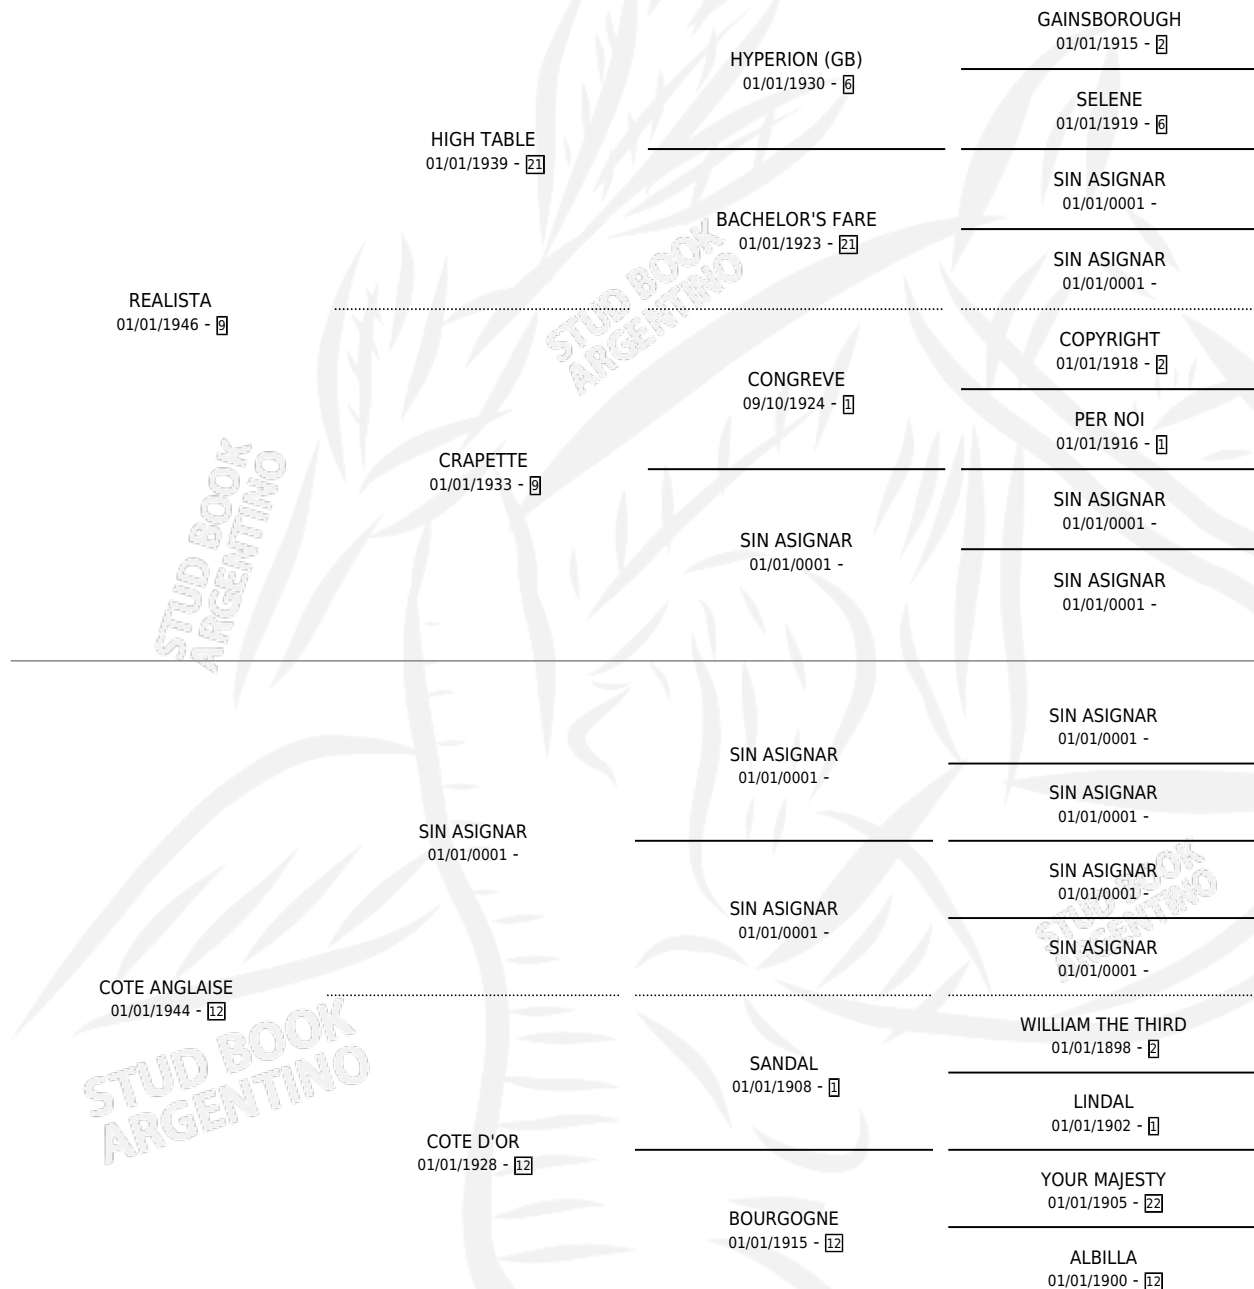 GAINSBOROUGH
01/01/1915 - 2
HYPERION (GB)
01/01/1930 - 6
SELENE
01/01/1919 - 6
HIGH TABLE
01/01/1939 - 21
SIN ASIGNAR
01/01/0001 -
BACHELOR'S FARE
01/01/1923 - 21
SIN ASIGNAR
01/01/0001 -
REALISTA
01/01/1946 - 9
COPYRIGHT
01/01/1918 - 2
CONGREVE
09/10/1924 - 1
PER NOI
01/01/1916 - 1
CRAPETTE
01/01/1933 - 9
SIN ASIGNAR
01/01/0001 -
SIN ASIGNAR
01/01/0001 -
SIN ASIGNAR
01/01/0001 -
STUD BOOK
ARGENTINO
STUD BOOK
ARGENTINO
SIN ASIGNAR
01/01/0001 -
SIN ASIGNAR
01/01/0001 -
SIN ASIGNAR
01/01/0001 -
SIN ASIGNAR
01/01/0001 -
SIN ASIGNAR
01/01/0001 -
SIN ASIGNAR
01/01/0001 -
SIN ASIGNAR
01/01/0001 -
STUD BOOK
ARGENTINO
COTE ANGLAISE
01/01/1944 - 12
STUD BOOK
ARGENTINO
WILLIAM THE THIRD
01/01/1898 - 2
SANDAL
01/01/1908 - 1
LINDAL
01/01/1902 - 1
COTE D'OR
01/01/1928 - 12
YOUR MAJESTY
01/01/1905 - 22
BOURGOGNE
01/01/1915 - 12
ALBILLA
01/01/1900 - 12